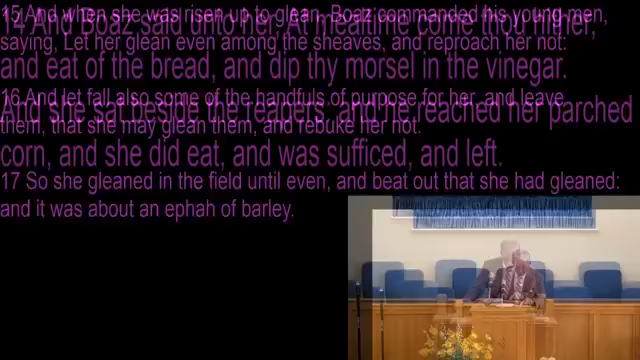 14 And Boaz said unto her, At mealtime come thou hither,
and eat of the bread, and dip thy morsel in the vinegar.
And she sat beside the reapers: and he reached her parched
corn, and she did eat, and was sufficed, and left.
15 And when she was risen up to glean, Boaz commanded his young men,
saying, Let her glean even among the sheaves, and reproach her not:
16 And let fall also some of the handfuls of purpose for her, and leave
them, that she may glean them, and rebuke her not.
17 So she gleaned in the field until even, and beat out that she had gleaned:
and it was about an ephah of barley.